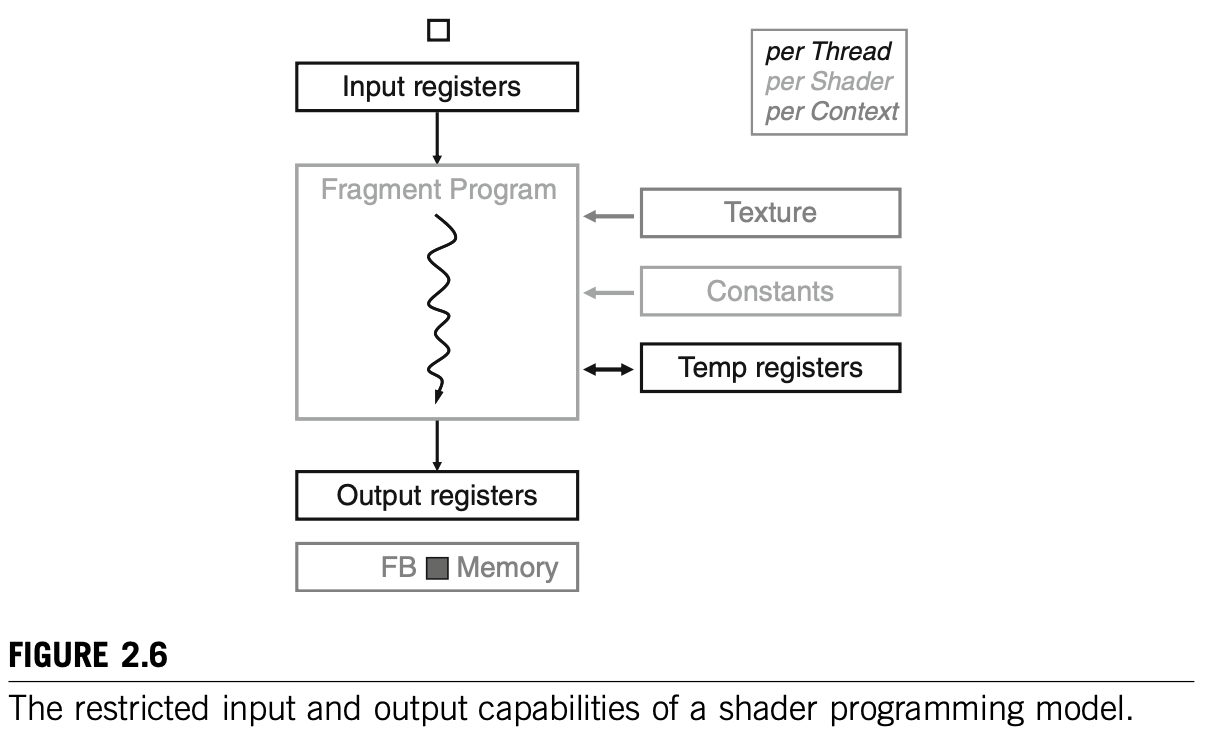 Input registers
per Thread
per Shader
per Context
Fragment Program
Texture
Constants
Temp registers
Output registers
FB Memory
FIGURE 2.6
The restricted input and output capabilities of a shader programming model.